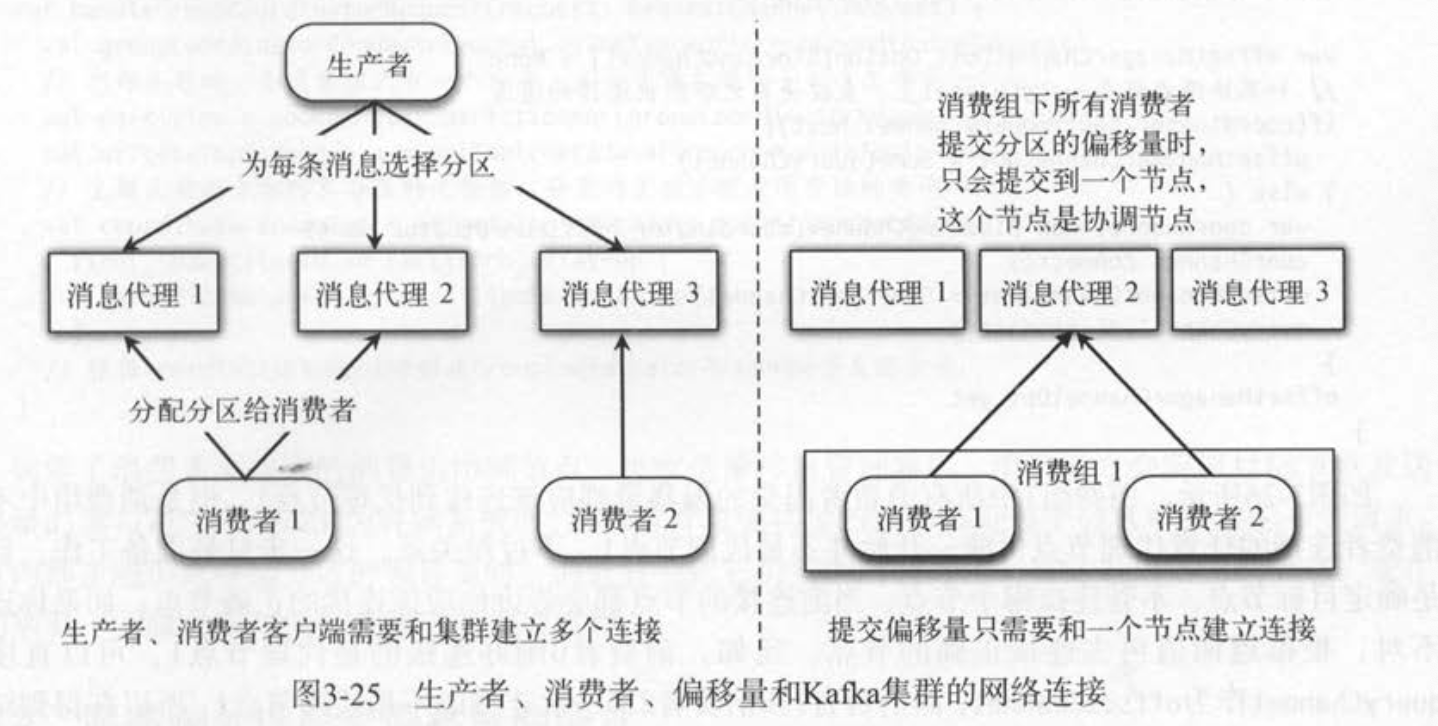 生产者
为每条消息选择分区
消息代理
消息代理 2
消息代理 3
分配分区给消费者
消费者 1
消费者 2
生产者、消费者客户端需要和集群建立多个连接
消费组下所有消费者
提交分区的偏移量时，
只会提交到一个节点，
这个节点是协调节点
消息代理 1
消息代理 2
消息代理 3
消费组 1
消费者 1
消费者 2
提交偏移量只需要和一个节点建立连接
图3-25 生产者、消费者、偏移量和Kafka集群的网络连接